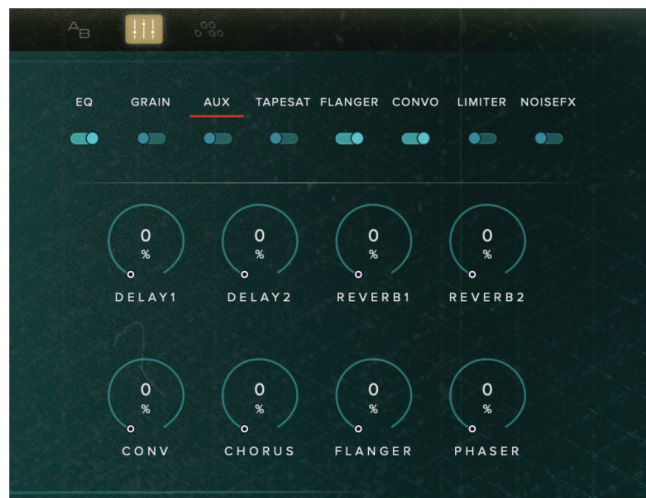 AB
EQ GRAIN AUX TAPESAT FLANGER CONVO LIMITER NOISEFX
0 0 0 0
% % % %
DELAY1 DELAY2 REVERB1 REVERB2
0 0 0 0
% % % %
CONV CHORUS FLANGER PHASER